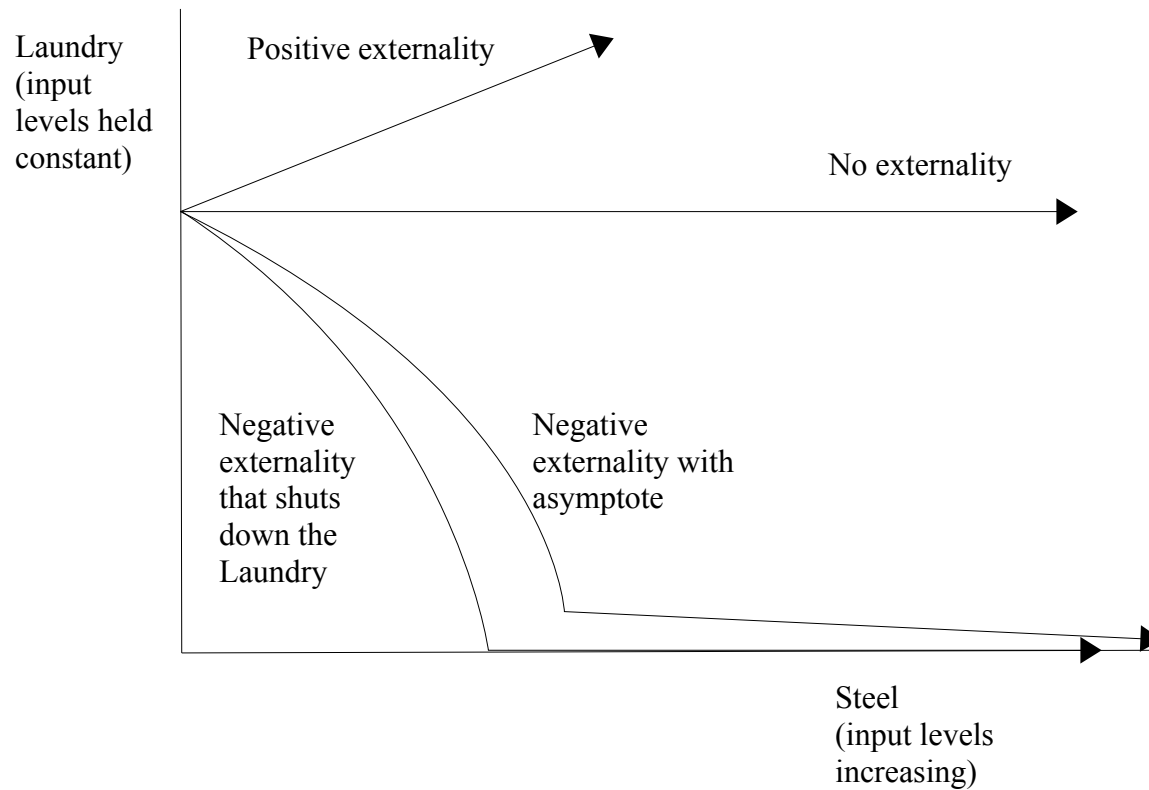 Laundry
(input
levels held
constant)
Positive externality
No externality
Negative
externality
that shuts
down the
Laundry
Negative
externality with
asymptote
Steel
(input levels
increasing)